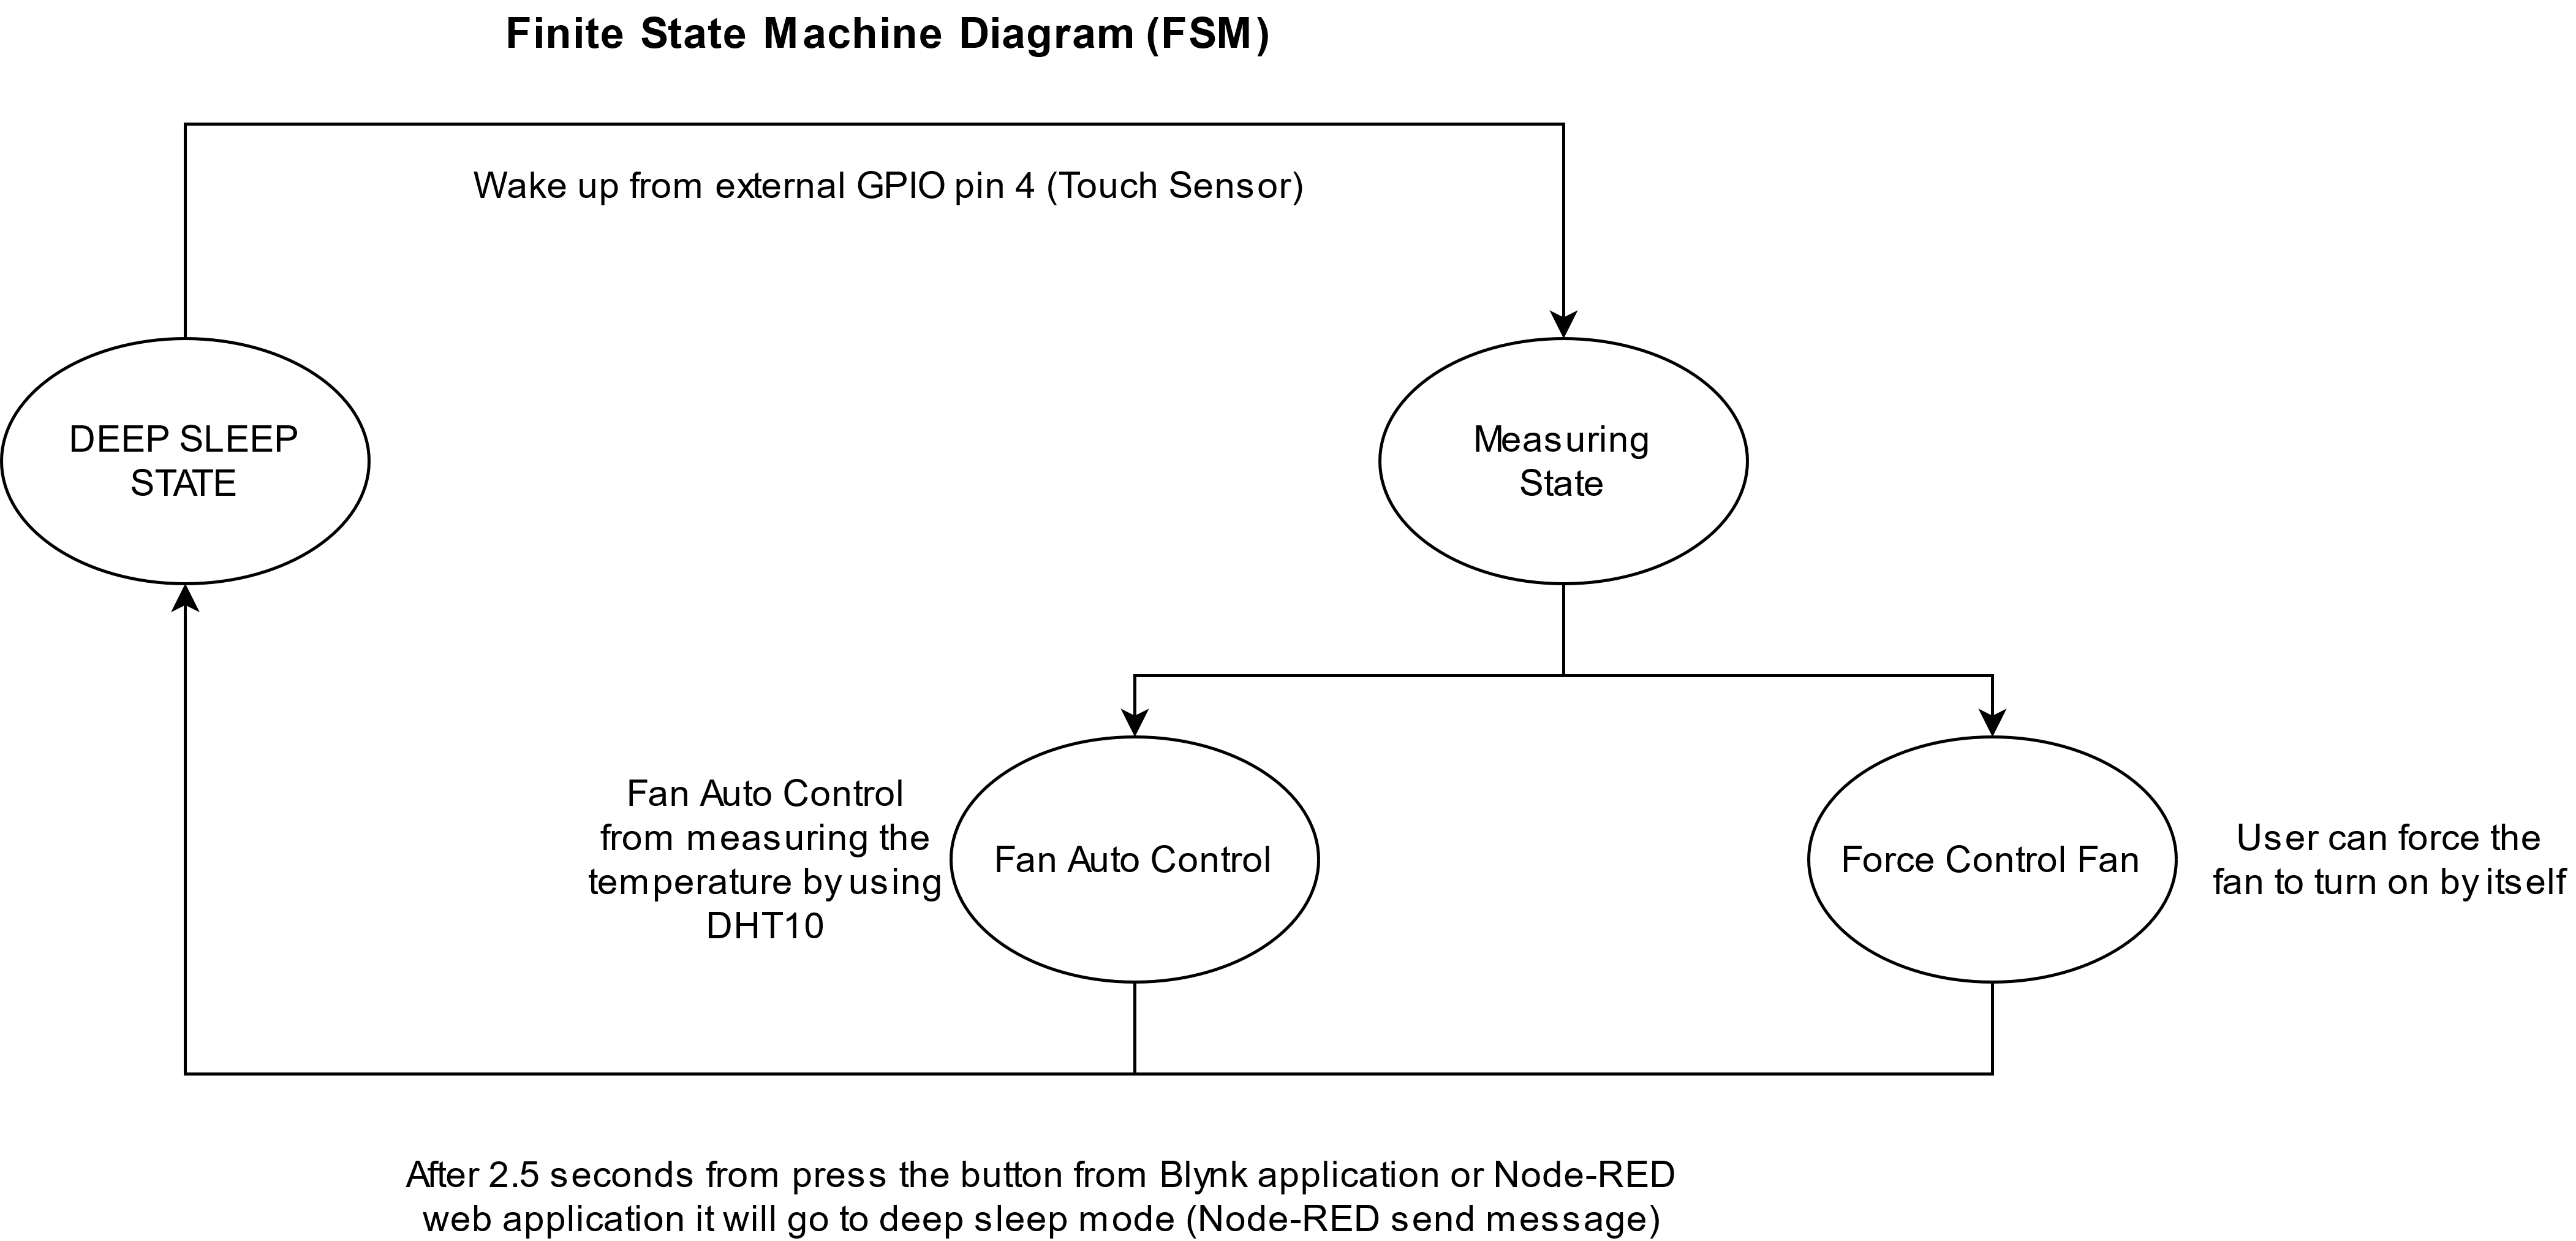 Finite State Machine Diagram (FSM)
Wake up from external GPIO pin 4 (Touch Sensor)
DEEP SLEEP
STATE
Measuring
State
Fan Auto Control
from measuring the
temperature by using
DHT10
Fan Auto Control
Force Control Fan
User can force the
fan to turn on by itself
After 2.5 seconds from press the button from Blynk application or Node-RED
web application it will go to deep sleep mode (Node-RED send message)